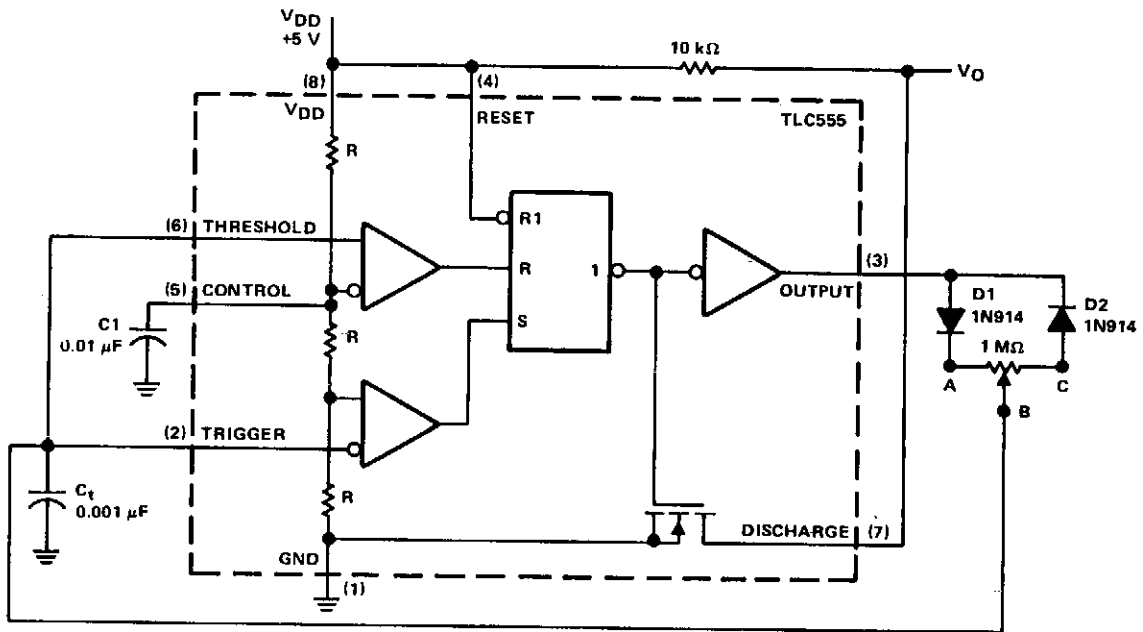 VDD
+5 V
10 kΩ
VO
(8)
(4)
VDD
RESET
TLC555
R
(6) THRESHOLD
R1
R
1
(3)
OUTPUT
(5) CONTROL
C1
0.01 µF
R
S
D1
1N914
D2
1N914
1 MΩ
A
C
B
(2) TRIGGER
Ct
0.001 µF
R
DISCHARGE (7)
GND
(1)